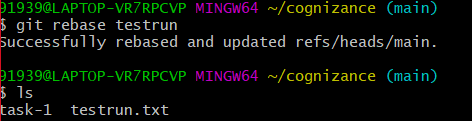 91939@LAPTOP-VR7RPCVP MINGW64 ~/cognizance (main)
$ git rebase testrun
Successfully rebased and updated refs/heads/main.
91939@LAPTOP-VR7RPCVP MINGW64 ~/cognizance (main)
$ ls
task-1  testrun.txt